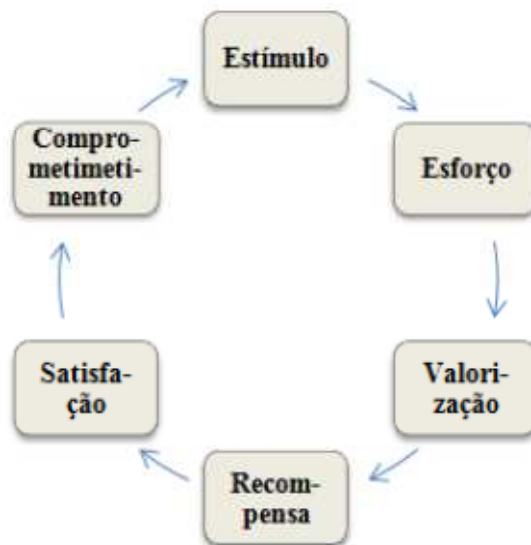 Estímulo
Esforço
Valori-
zação
Recom-
pensa
Satisfa-
ção
Compro-
metimeti-
mento